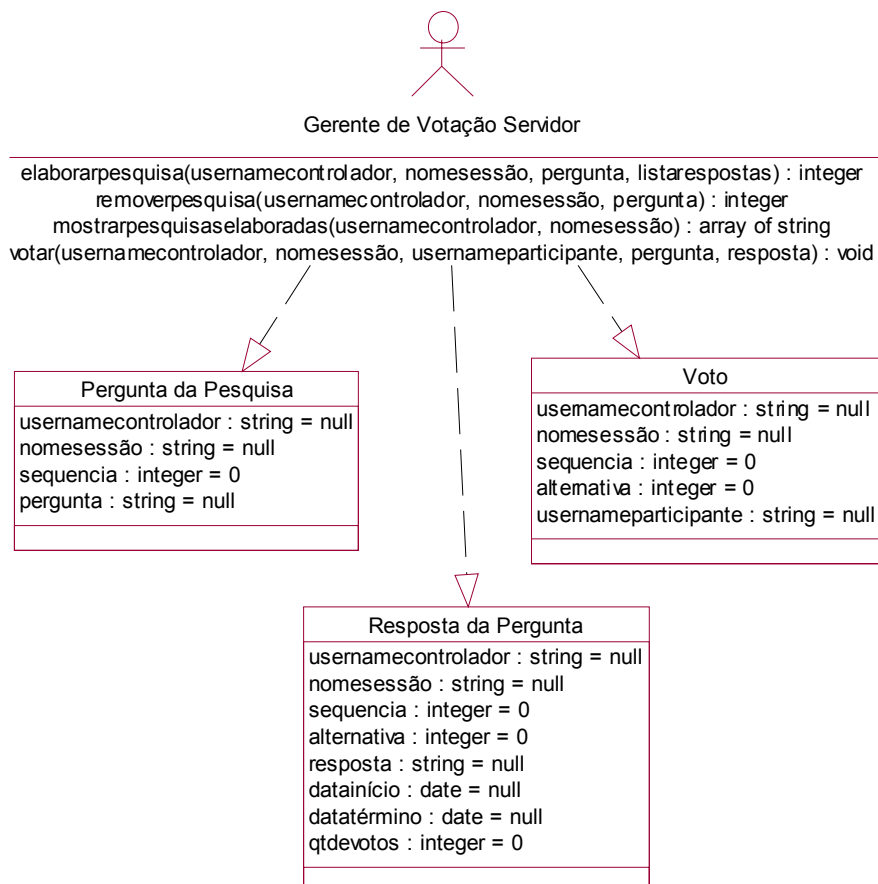 Gerente de Votação Servidor
elaborarpesquisa(usernamecontrolador, nomesessão, pergunta, listarespostas) : integer
removerpesquisa(usernamecontrolador, nomesessão, pergunta) : integer
mostrarpesquisaselaboradas(usernamecontrolador, nomesessão) : array of string
votar(usernamecontrolador, nomesessão, usernameparticipante, pergunta, resposta) : void
Pergunta da Pesquisa
usernamecontrolador : string = null
nomesessão : string = null
sequencia : integer = 0
pergunta : string = null
Voto
usernamecontrolador : string = null
nomesessão : string = null
sequencia : integer = 0
alternativa : integer = 0
usernameparticipante : string = null
Resposta da Pergunta
usernamecontrolador : string = null
nomesessão : string = null
sequencia : integer = 0
alternativa : integer = 0
resposta : string = null
datainício : date = null
datatérmino : date = null
qtdevotos : integer = 0